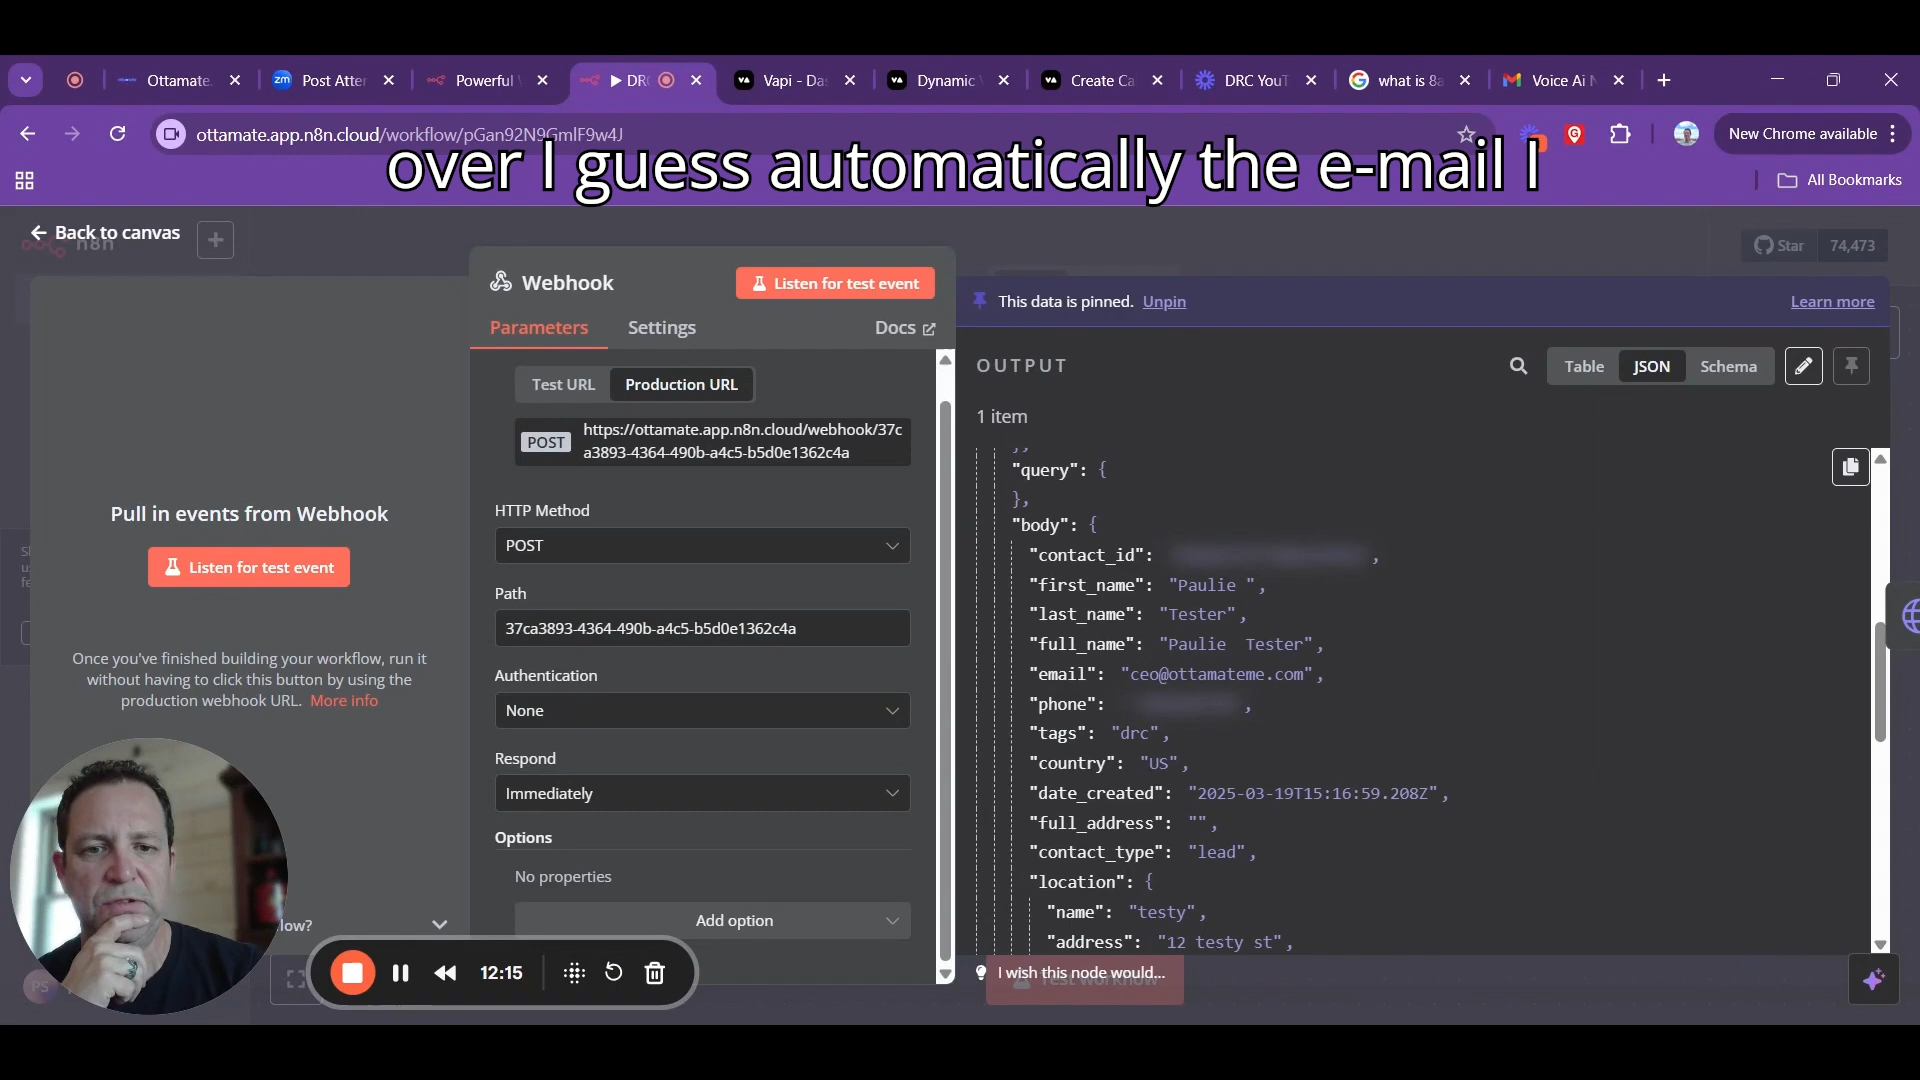 Ottamate.
Post Atter
Powerful
DRC
Vapi - Das
Dynamic
Create Ca
DRC YouT
what is 8a
Voice Ai N
ottamate.app.n8n.cloud/workflow/pGan92N9GmlF9w4J
New Chrome available
over I guess automatically the e-mail I
All Bookmarks
Back to canvas
n8n
Star 74,473
Webhook
Listen for test event
This data is pinned. Unpin
Learn more
Parameters
Settings
Docs
OUTPUT
Table
JSON
Schema
Test URL
Production URL
1 item
POST
https://ottamate.app.n8n.cloud/webhook/37c
a3893-4364-490b-a4c5-b5d0e1362c4a
HTTP Method
POST
Path
37ca3893-4364-490b-a4c5-b5d0e1362c4a
Authentication
None
Respond
Immediately
Options
No properties
Add option
Pull in events from Webhook
Listen for test event
Once you've finished building your workflow, run it
without having to click this button by using the
production webhook URL. More info
},
"query": {
},
"body": {
"contact_id": ,
"first_name": "Paulie ",
"last_name": "Tester",
"full_name": "Paulie  Tester",
"email": "ceo@ottamateme.com",
"phone": ,
"tags": "drc",
"country": "US",
"date_created": "2025-03-19T15:16:59.208Z",
"full_address": "",
"contact_type": "lead",
"location": {
"name": "testy",
"address": "12 testy st",
low?
12:15
I wish this node would...
Test workflow
PS